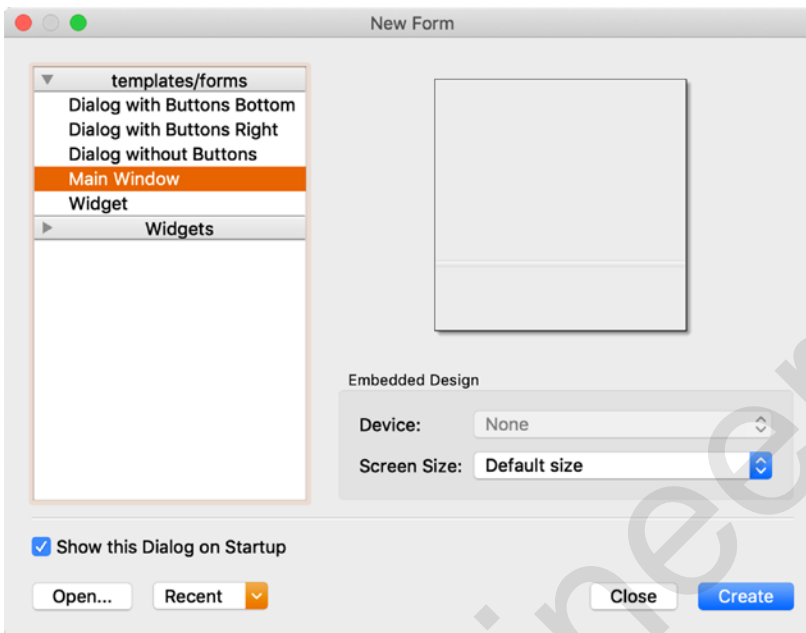 New Form
templates/forms
Dialog with Buttons Bottom
Dialog with Buttons Right
Dialog without Buttons
Main Window
Widget
Widgets
Embedded Design
Device: None
Screen Size: Default size
Show this Dialog on Startup
Open... Recent Close Create